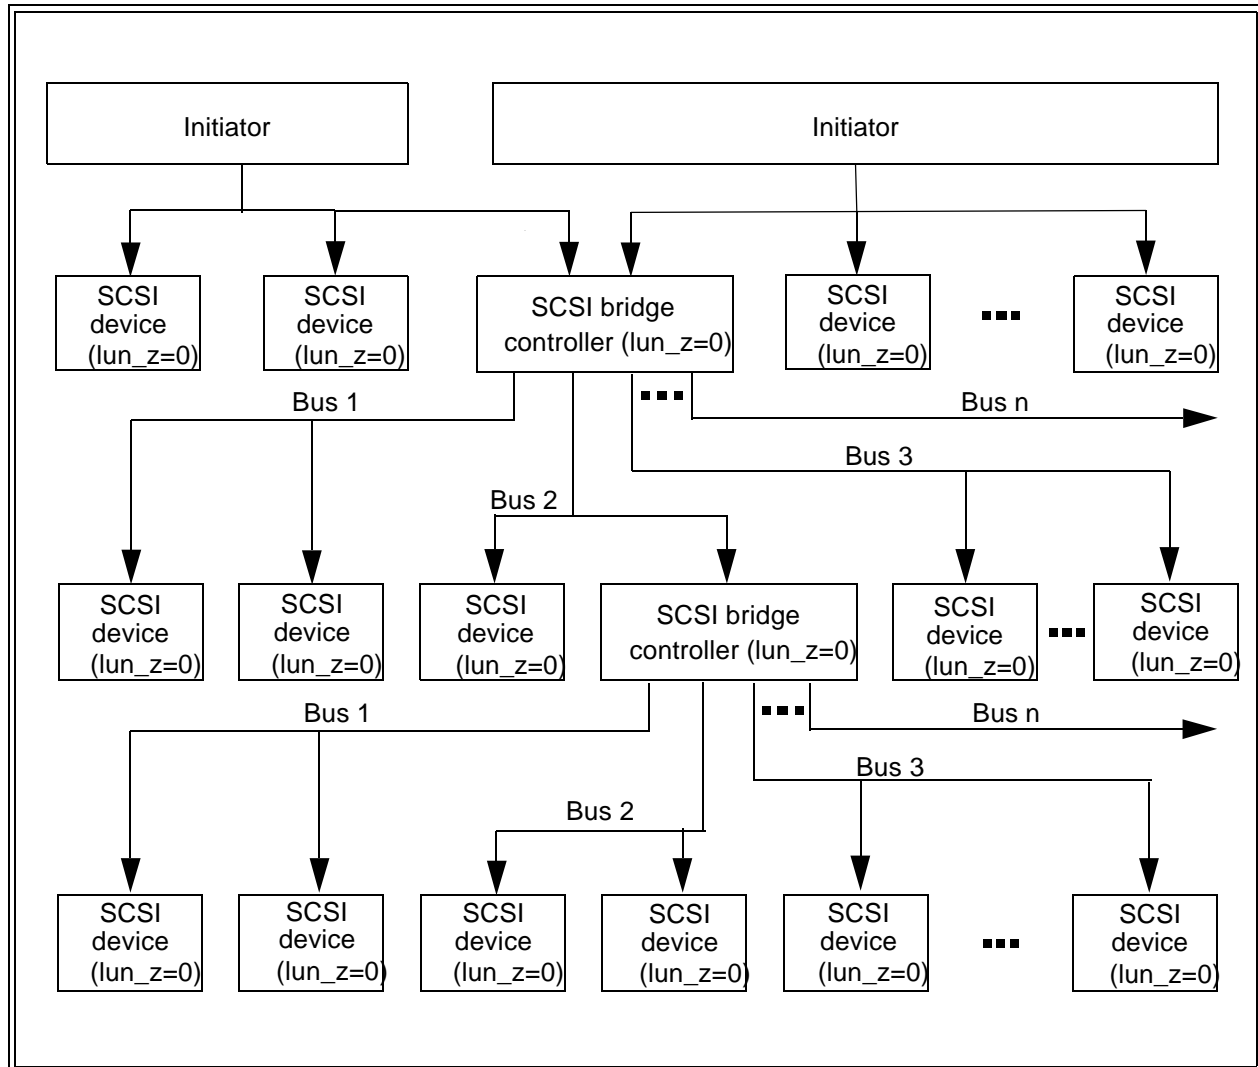 Initiator
Initiator
SCSI
device
(lun_z=0)
SCSI
device
(lun_z=0)
SCSI bridge
controller (lun_z=0)
SCSI
device
(lun_z=0)
SCSI
device
(lun_z=0)
Bus 1
Bus n
Bus 3
Bus 2
SCSI
device
(lun_z=0)
SCSI
device
(lun_z=0)
SCSI
device
(lun_z=0)
SCSI bridge
controller (lun_z=0)
SCSI
device
(lun_z=0)
SCSI
device
(lun_z=0)
Bus 1
Bus n
Bus 3
Bus 2
SCSI
device
(lun_z=0)
SCSI
device
(lun_z=0)
SCSI
device
(lun_z=0)
SCSI
device
(lun_z=0)
SCSI
device
(lun_z=0)
SCSI
device
(lun_z=0)